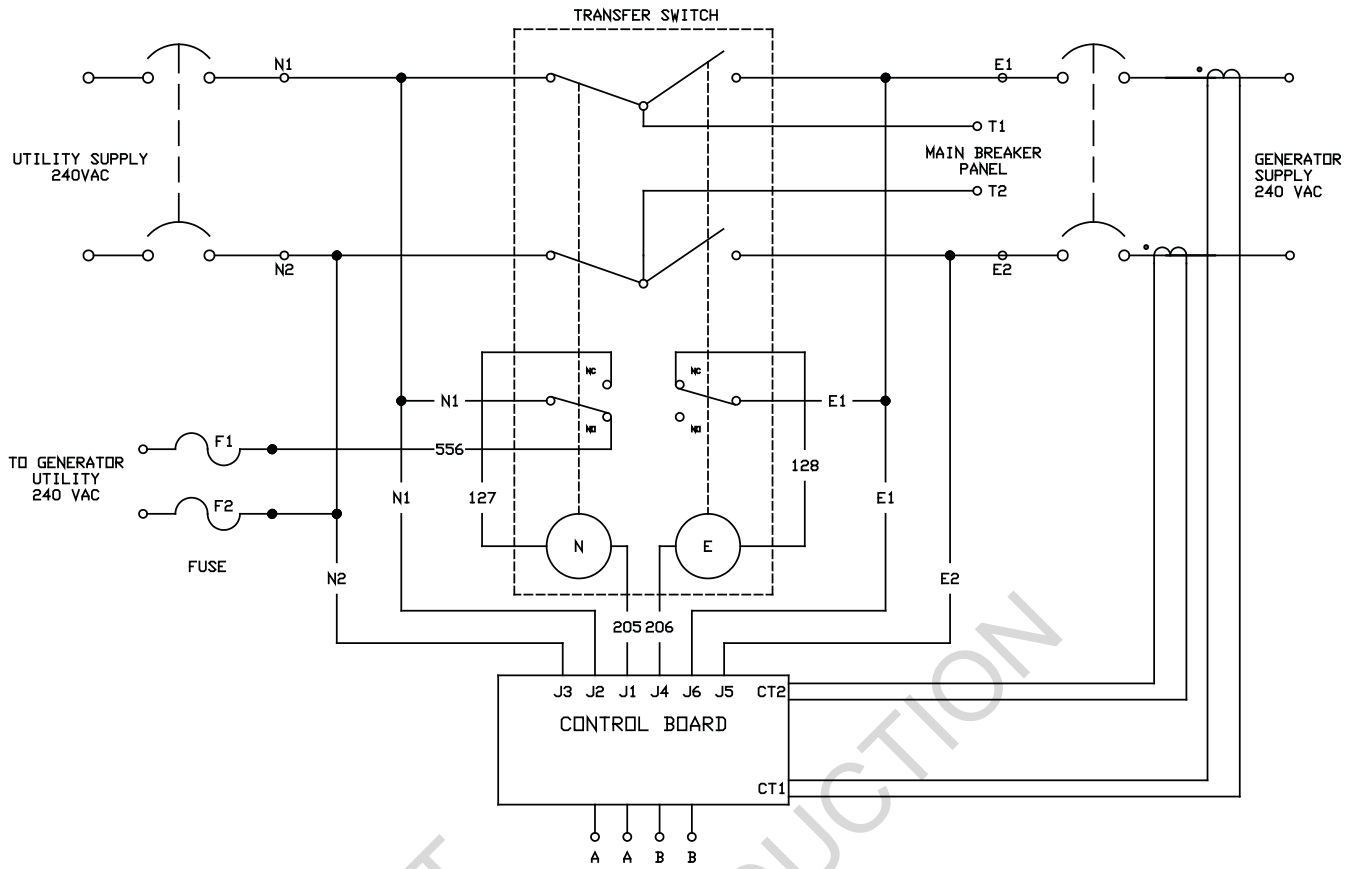 TRANSFER SWITCH
N1
E1
T1
UTILITY SUPPLY
240VAC
MAIN BREAKER
PANEL
GENERATOR
SUPPLY
240 VAC
T2
N2
E2
NC
NC
N1
E1
NO
NO
F1
556
TO GENERATOR
UTILITY
240 VAC
128
N1
127
E1
F2
N
E
FUSE
N2
E2
205
206
J3
J2
J1
J4
J6
J5
CT2
CONTROL BOARD
CT1
A
A
B
B